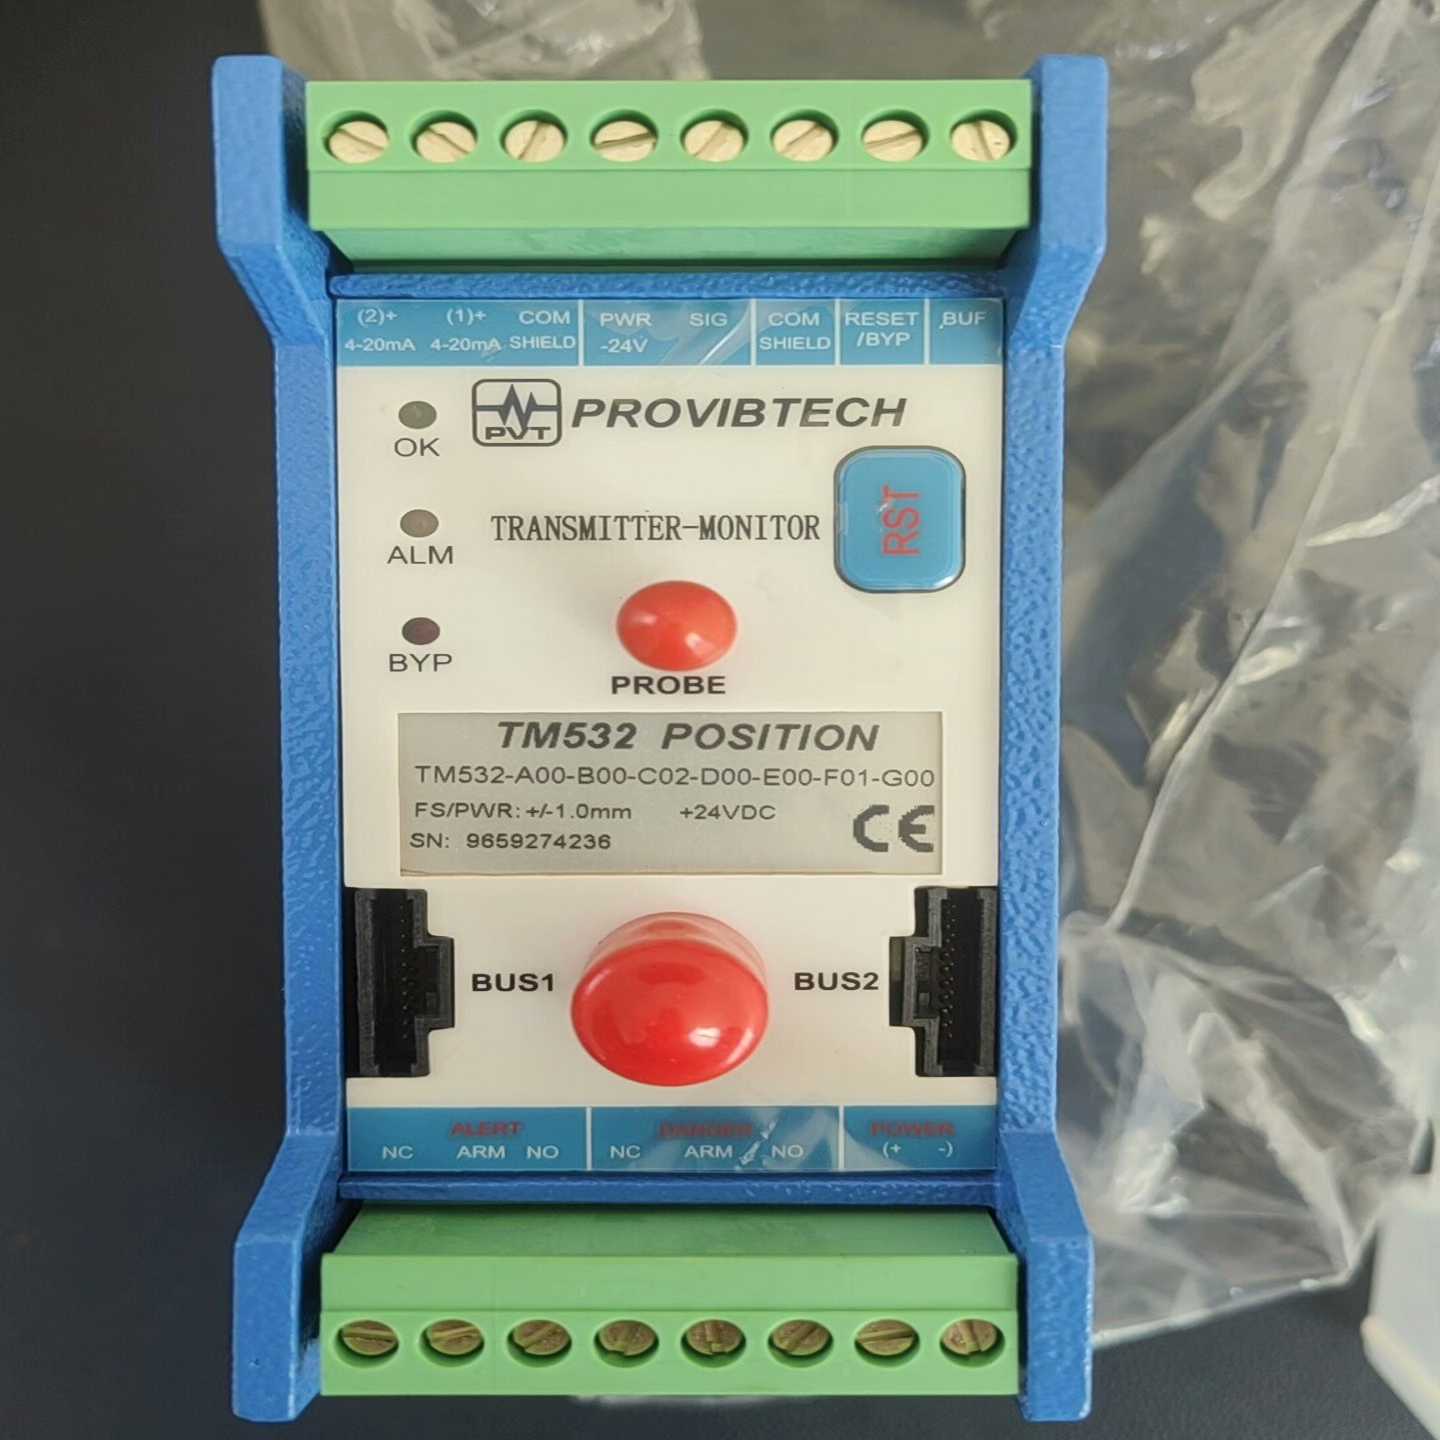 (2)+ (1)+ COM PWR SIG COM RESET BUF
4-20mA 4-20mA SHIELD -24V SHIELD /BYP
PVT PROVIBTECH
OK
RST
TRANSMITTER-MONITOR
ALM
BYP
PROBE
TM532 POSITION
TM532-A00-B00-C02-D00-E00-F01-G00
FS/PWR: +/-1.0mm +24VDC
CE
SN: 9659274236
BUS1 BUS2
ALERT DANGER POWER
NC ARM NO NC ARM NO (+ -)